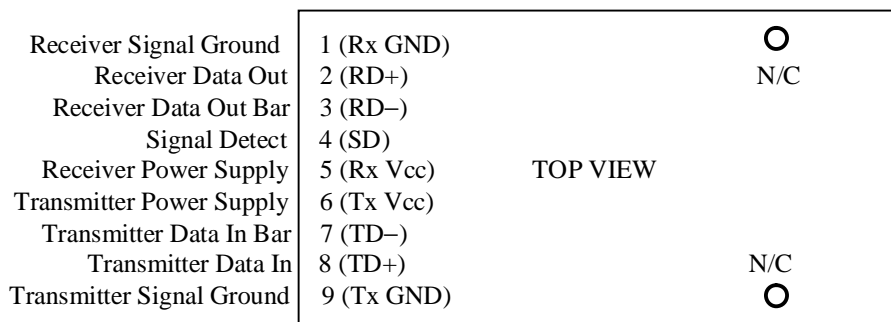 Receiver Signal Ground 1 (Rx GND)
Receiver Data Out 2 (RD+) N/C
Receiver Data Out Bar 3 (RD−)
Signal Detect 4 (SD)
Receiver Power Supply 5 (Rx Vcc) TOP VIEW
Transmitter Power Supply 6 (Tx Vcc)
Transmitter Data In Bar 7 (TD−)
Transmitter Data In 8 (TD+) N/C
Transmitter Signal Ground 9 (Tx GND)